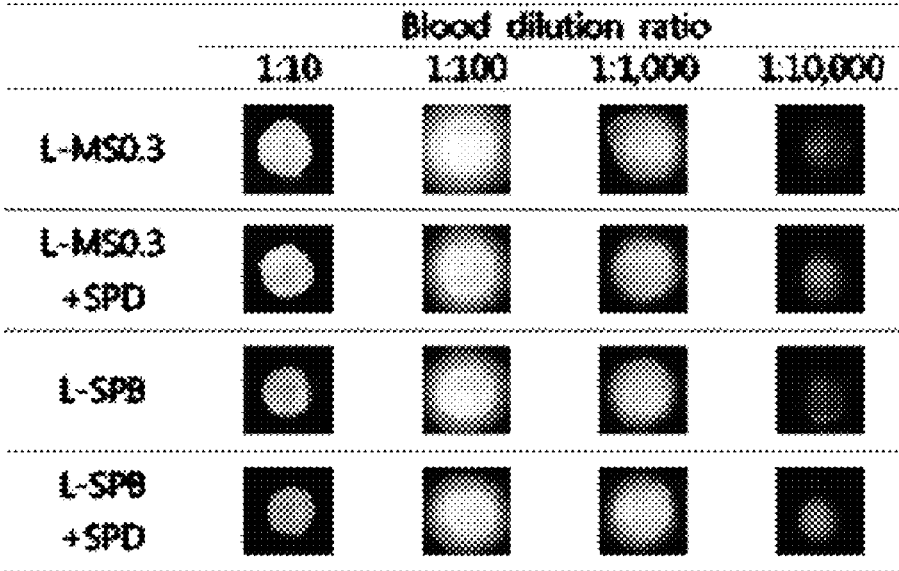 Blood dilution ratio
1:10 1:100 1:1,000 1:10,000
L-MS0.3
L-MS0.3
+SPD
L-SPB
L-SPB
+SPD